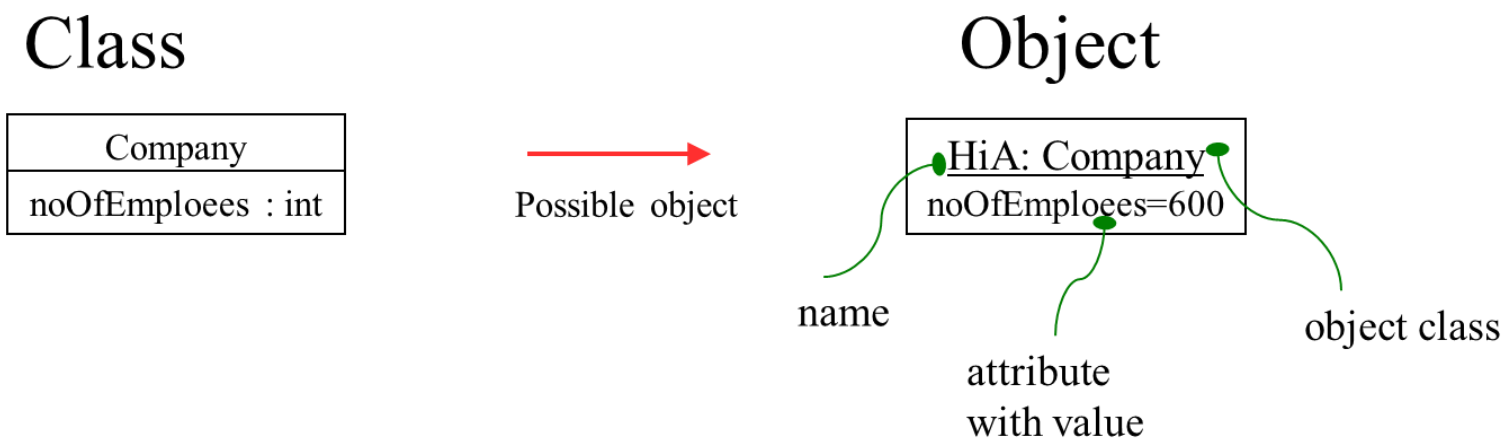 Class
Object
Company
noOfEmploees : int
Possible object
HiA: Company
noOfEmploees=600
name
object class
attribute
with value